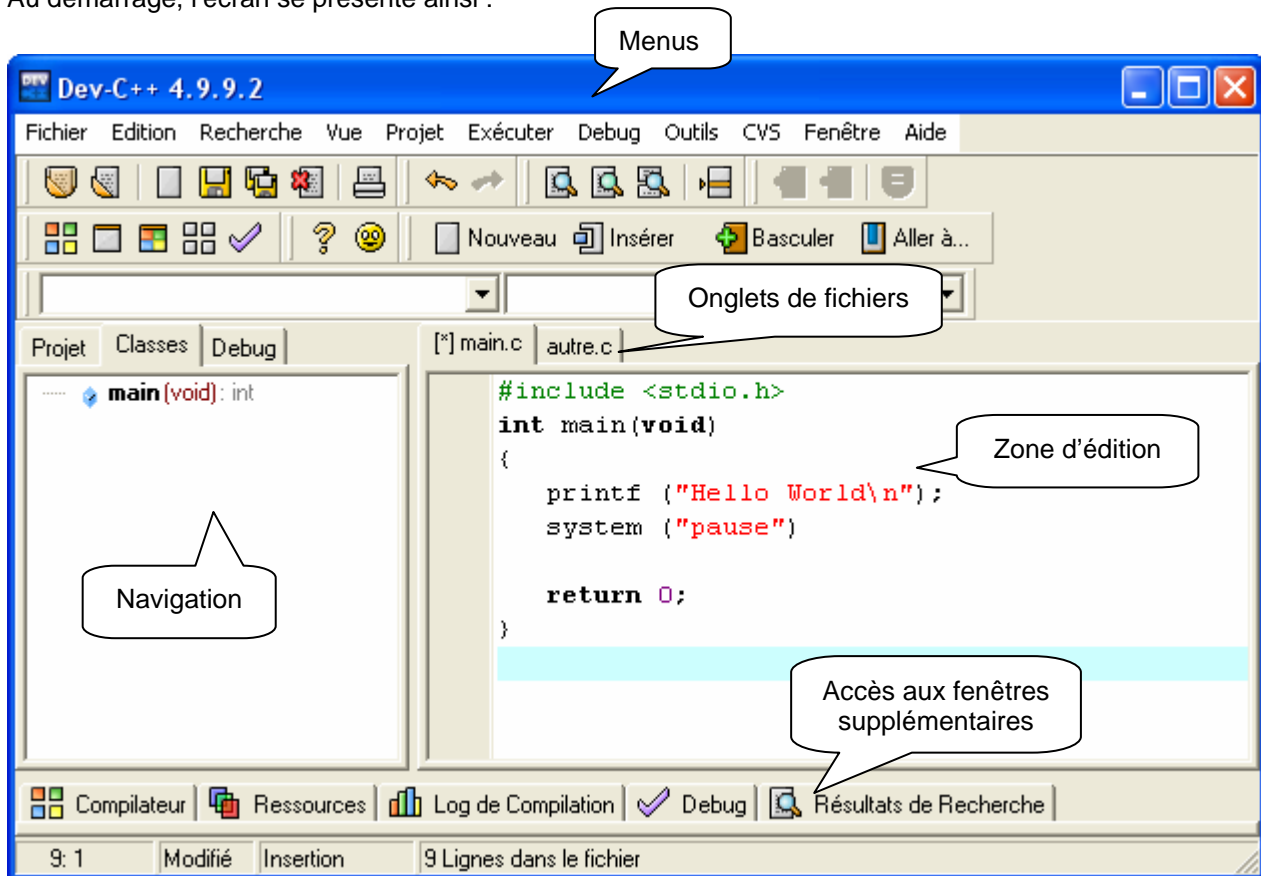 Au démarrage, l'écran se présente ainsi :
Menus
Dev-C++ 4.9.9.2
Fichier Edition Recherche Vue Projet Exécuter Debug Outils CVS Fenêtre Aide
Nouveau Insérer Basculer Aller à...
Onglets de fichiers
Projet Classes Debug [*] main.c autre.c
main (void) : int
#include <stdio.h>
int main(void)
{
Zone d'édition
printf ("Hello World\n");
system ("pause")
Navigation
return 0;
}
Accès aux fenêtres
supplémentaires
Compilateur Ressources Log de Compilation Debug Résultats de Recherche
9: 1 Modifié Insertion 9 Lignes dans le fichier